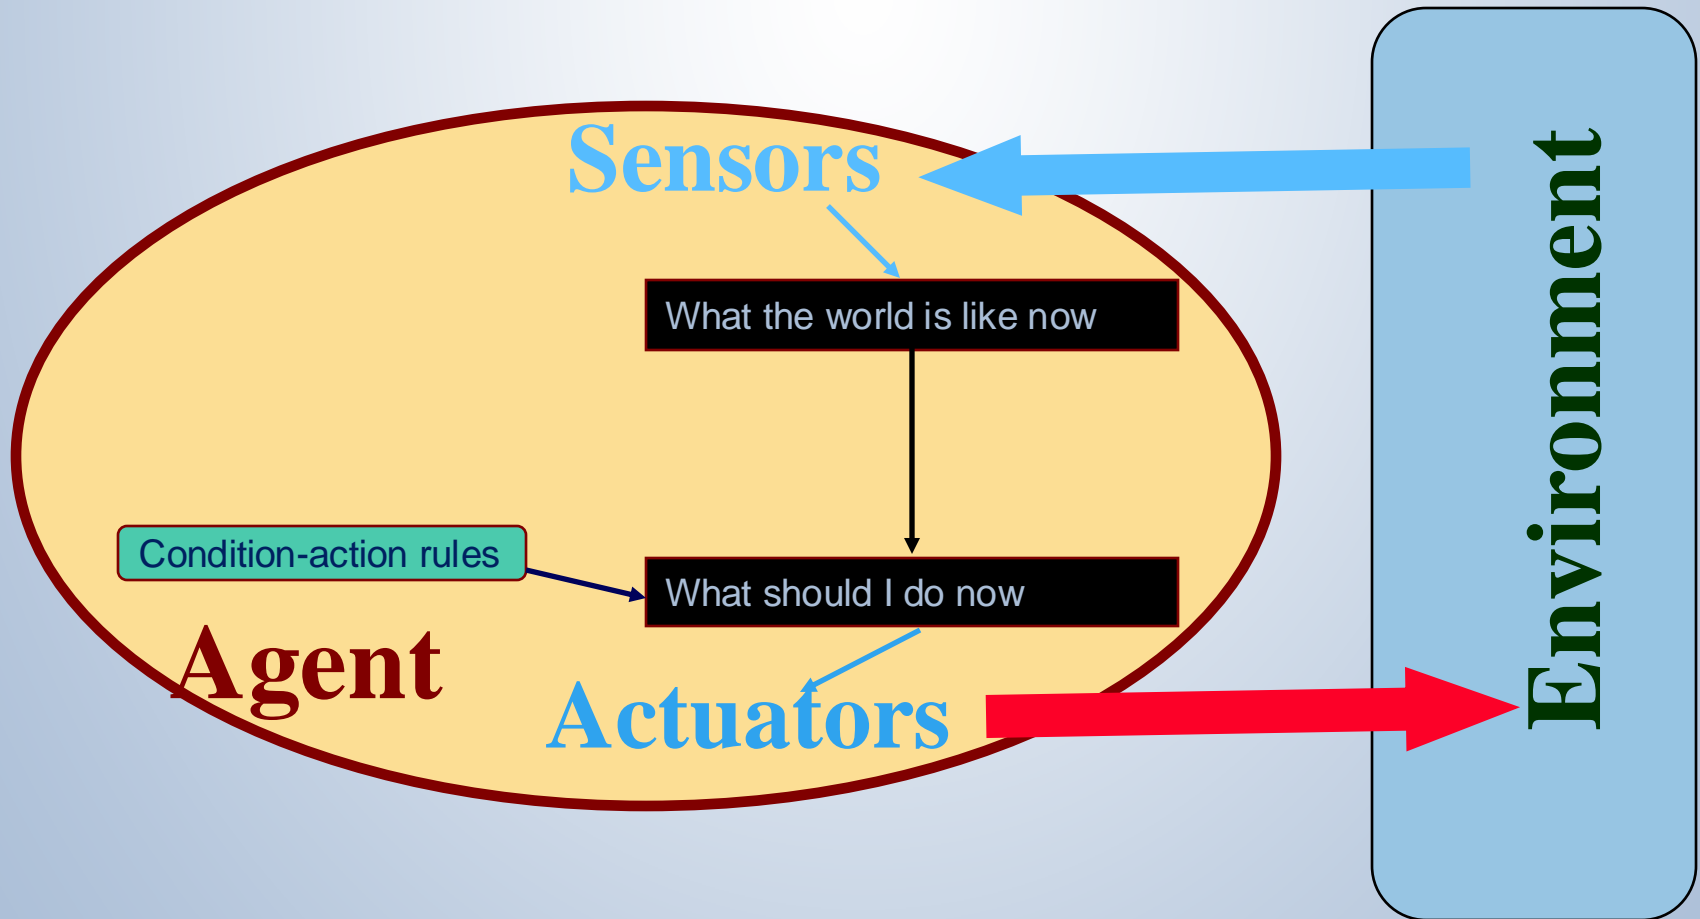 Sensors
What the world is like now
Condition-action rules
What should I do now
Agent
Actuators
Environment